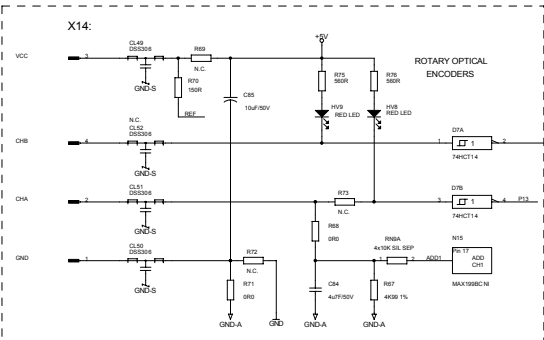 X14:
+5V
ROTARY OPTICAL
ENCODERS
VCC
3
CL49
DSS306
R69
N.C.
GND-S
R70
150R
REF
C85
10uF/50V
R75
560R
R76
560R
HV9
RED LED
HV8
RED LED
N.C.
CL52
DSS306
CHB
4
GND-S
D7A
1
1
2
74HCT14
CL51
DSS306
CHA
2
GND-S
R73
N.C.
D7B
3
1
4
P13
74HCT14
R68
0R0
CL50
DSS306
GND
1
GND-S
R72
N.C.
R71
0R0
GND-A
GND
C84
4u7F/50V
GND-A
RN9A
4x10K SIL SEP
1
2
ADD1
R67
4K99 1%
GND-A
N15
Pin 17
ADD
CH1
MAX199BC NI